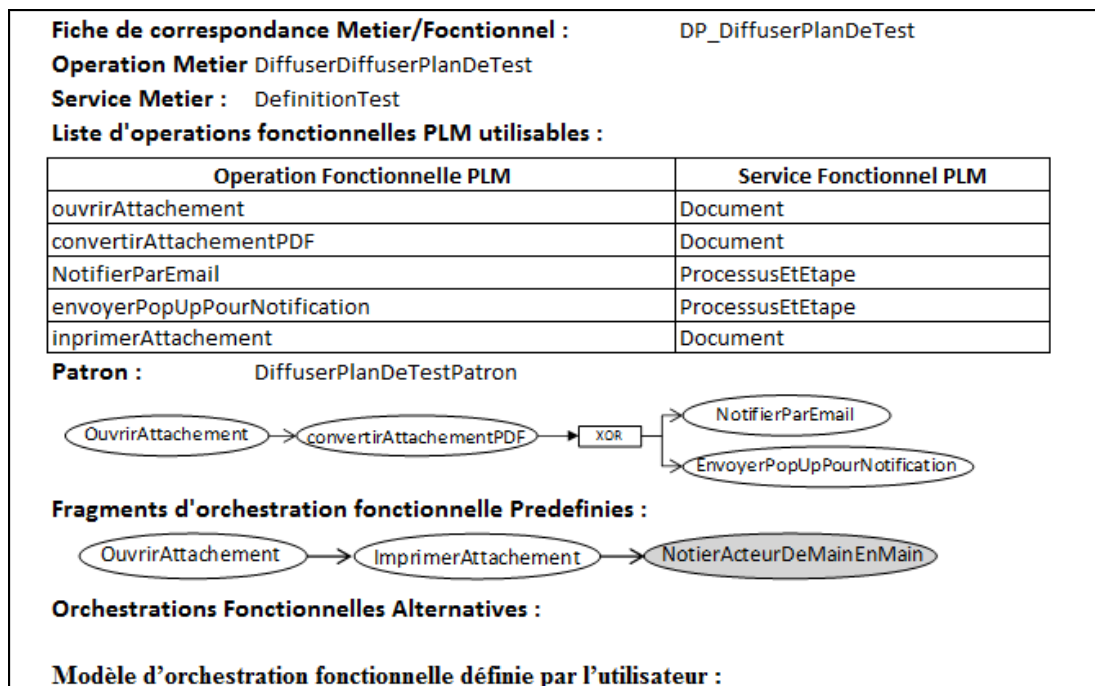 Fiche de correspondance Metier/Focntionnel : DP_DiffuserPlanDeTest
Operation Metier DiffuserDiffuserPlanDeTest
Service Metier : DefinitionTest
Liste d'operations fonctionnelles PLM utilisables :
Operation Fonctionnelle PLM Service Fonctionnel PLM
ouvrirAttachement Document
convertirAttachementPDF Document
NotifierParEmail ProcessusEtEtape
envoyerPopUpPourNotification ProcessusEtEtape
inprimerAttachement Document
Patron : DiffuserPlanDeTestPatron
NotifierParEmail
OuvrirAttachement convertirAttachementPDF XOR
EnvoyerPopUpPourNotification
Fragments d'orchestration fonctionnelle Predefinies :
OuvrirAttachement ImprimerAttachement NotierActeurDeMainEnMain
Orchestrations Fonctionnelles Alternatives :
Modèle d'orchestration fonctionnelle définie par l'utilisateur :